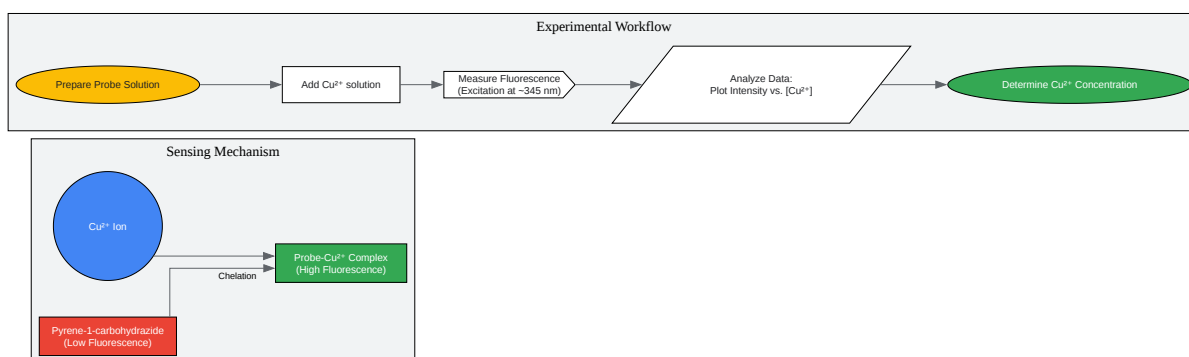 Experimental Workflow
Prepare Probe Solution
Add Cu²⁺ solution
Measure Fluorescence
(Excitation at ~345 nm)
Analyze Data:
Plot Intensity vs. [Cu²⁺]
Determine Cu²⁺ Concentration
Sensing Mechanism
Cu²⁺ Ion
Probe-Cu²⁺ Complex
(High Fluorescence)
Chelation
Pyrene-1-carbohydrazide
(Low Fluorescence)